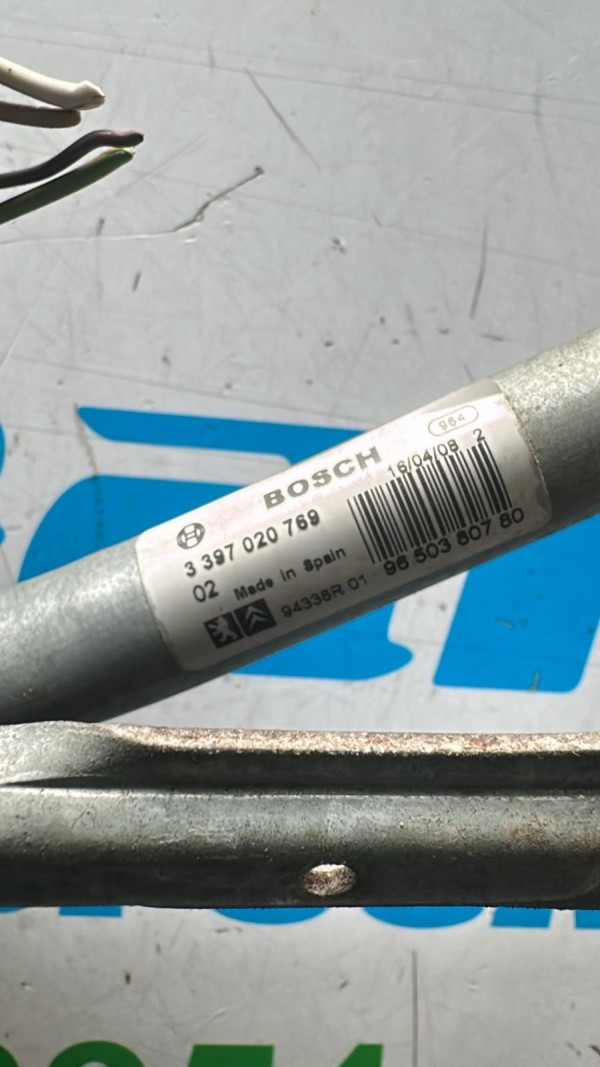 964
BOSCH
16/04/08 2
3 397 020 769
02 Made in Spain
96 503 807 80
94338R 01